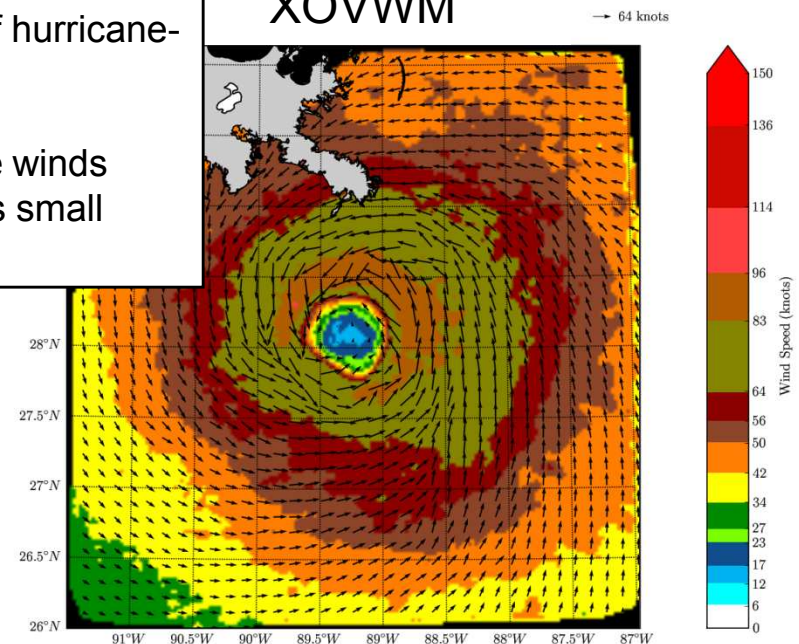 f hurricane-
e winds
s small
XOVWM
64 knots
28°N
27.5°N
27°N
26.5°N
26°N
91°W 90.5°W 90°W 89.5°W 89°W 88.5°W 88°W 87.5°W 87°W
150
136
114
96
83
64
56
50
42
34
27
23
17
12
6
0
Wind Speed (knots)